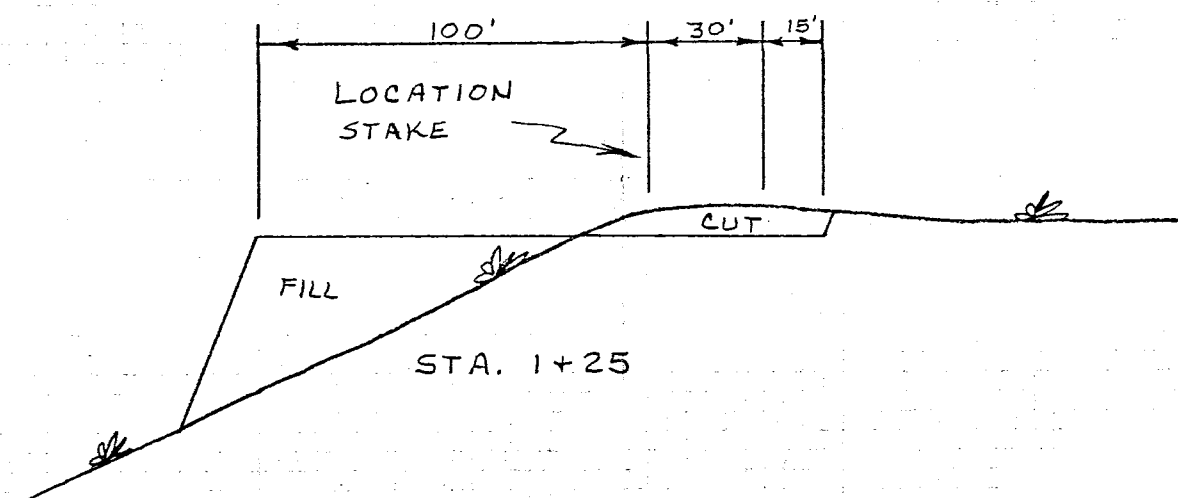 100' 30' 15'
LOCATION
STAKE
CUT
FILL
STA. 1+25